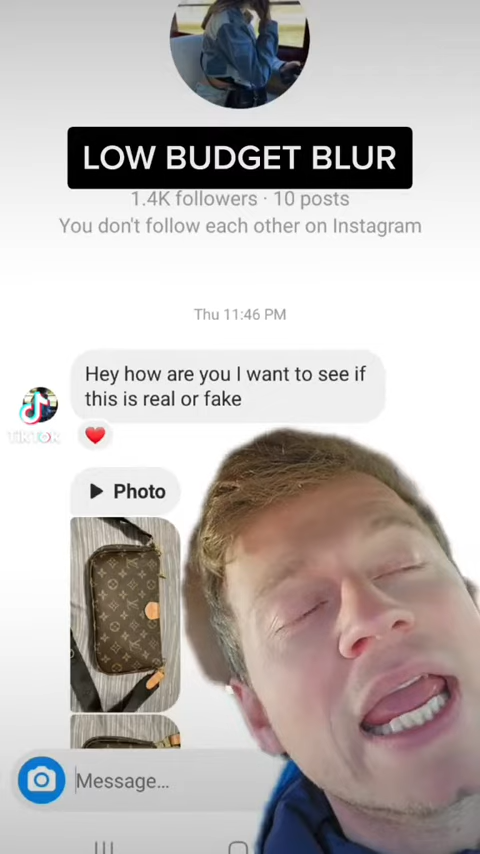 LOW BUDGET BLUR
1.4K followers · 10 posts
You don't follow each other on Instagram
Thu 11:46 PM
Hey how are you I want to see if
this is real or fake
TikTok
Photo
Message...